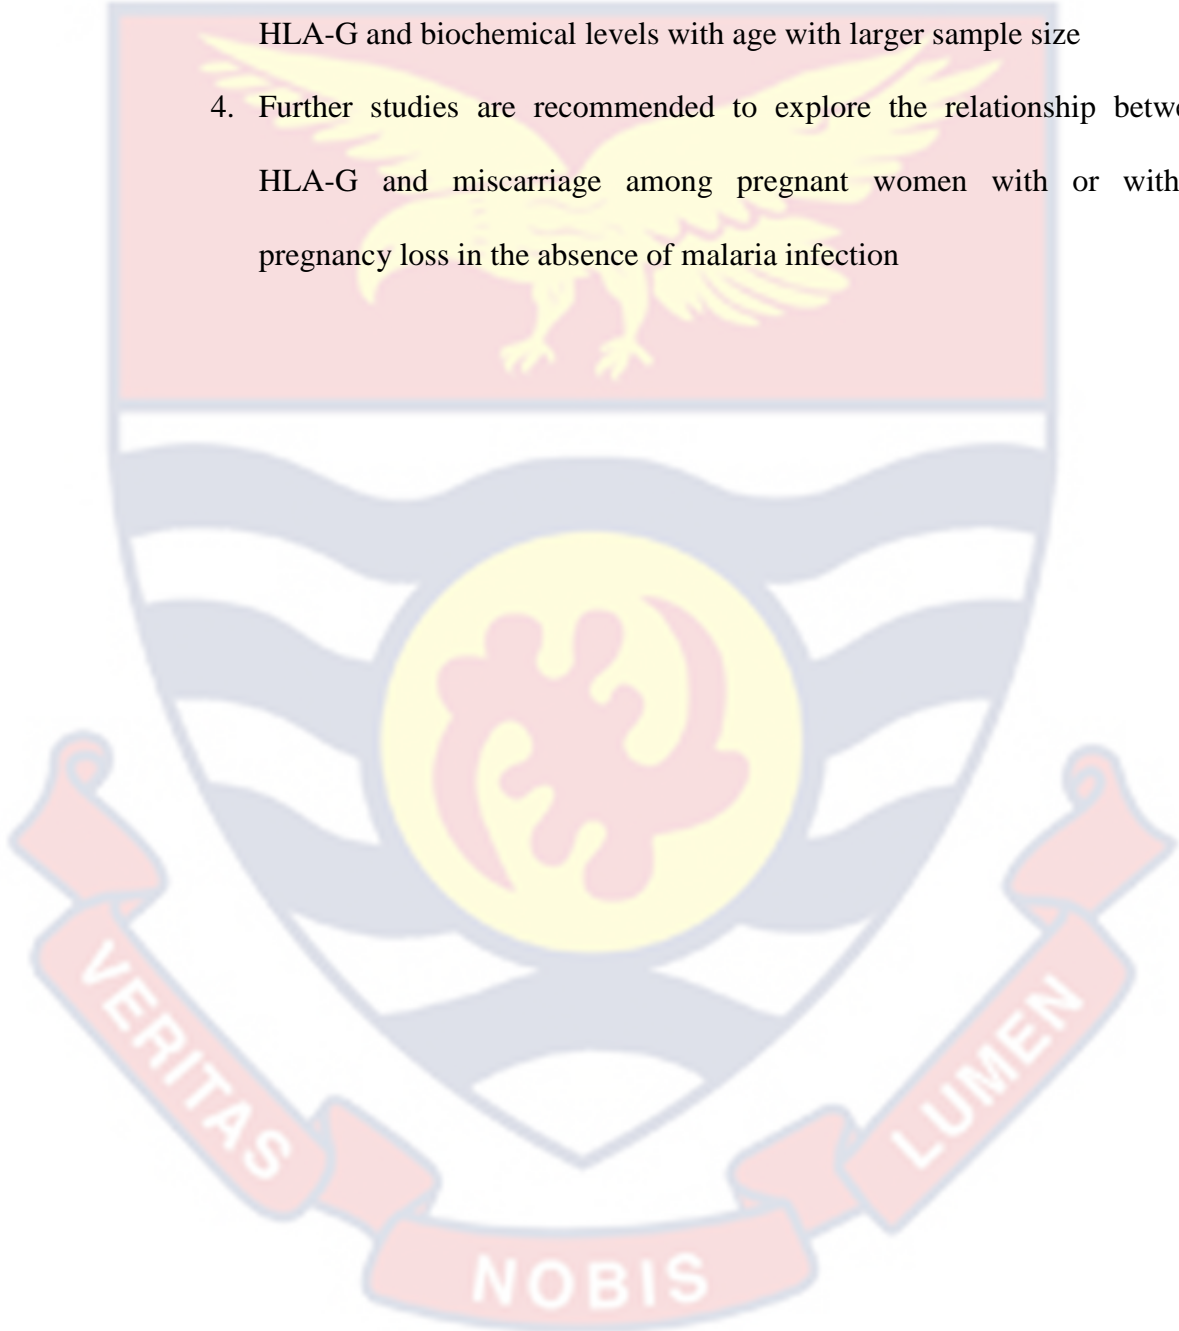 HLA-G and biochemical levels with age with larger sample size
4. Further studies are recommended to explore the relationship
HLA-G and miscarriage among pregnant women with or
pregnancy loss in the absence of malaria infection
VERITAS
NOBIS
LUMEN